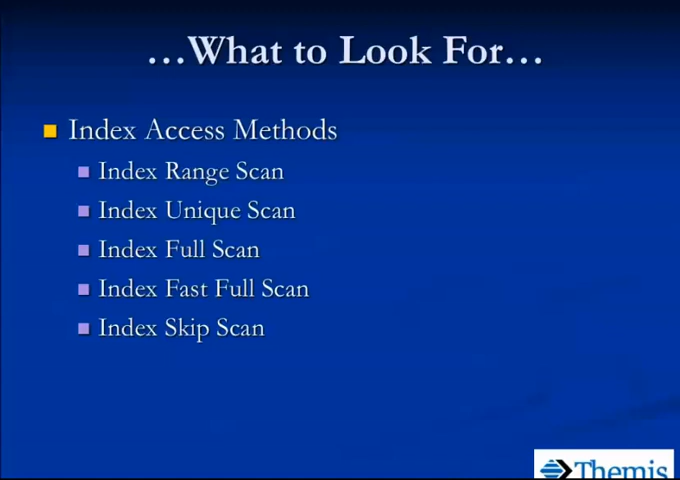 …What to Look For…
Index Access Methods
Index Range Scan
Index Unique Scan
Index Full Scan
Index Fast Full Scan
Index Skip Scan
Themis